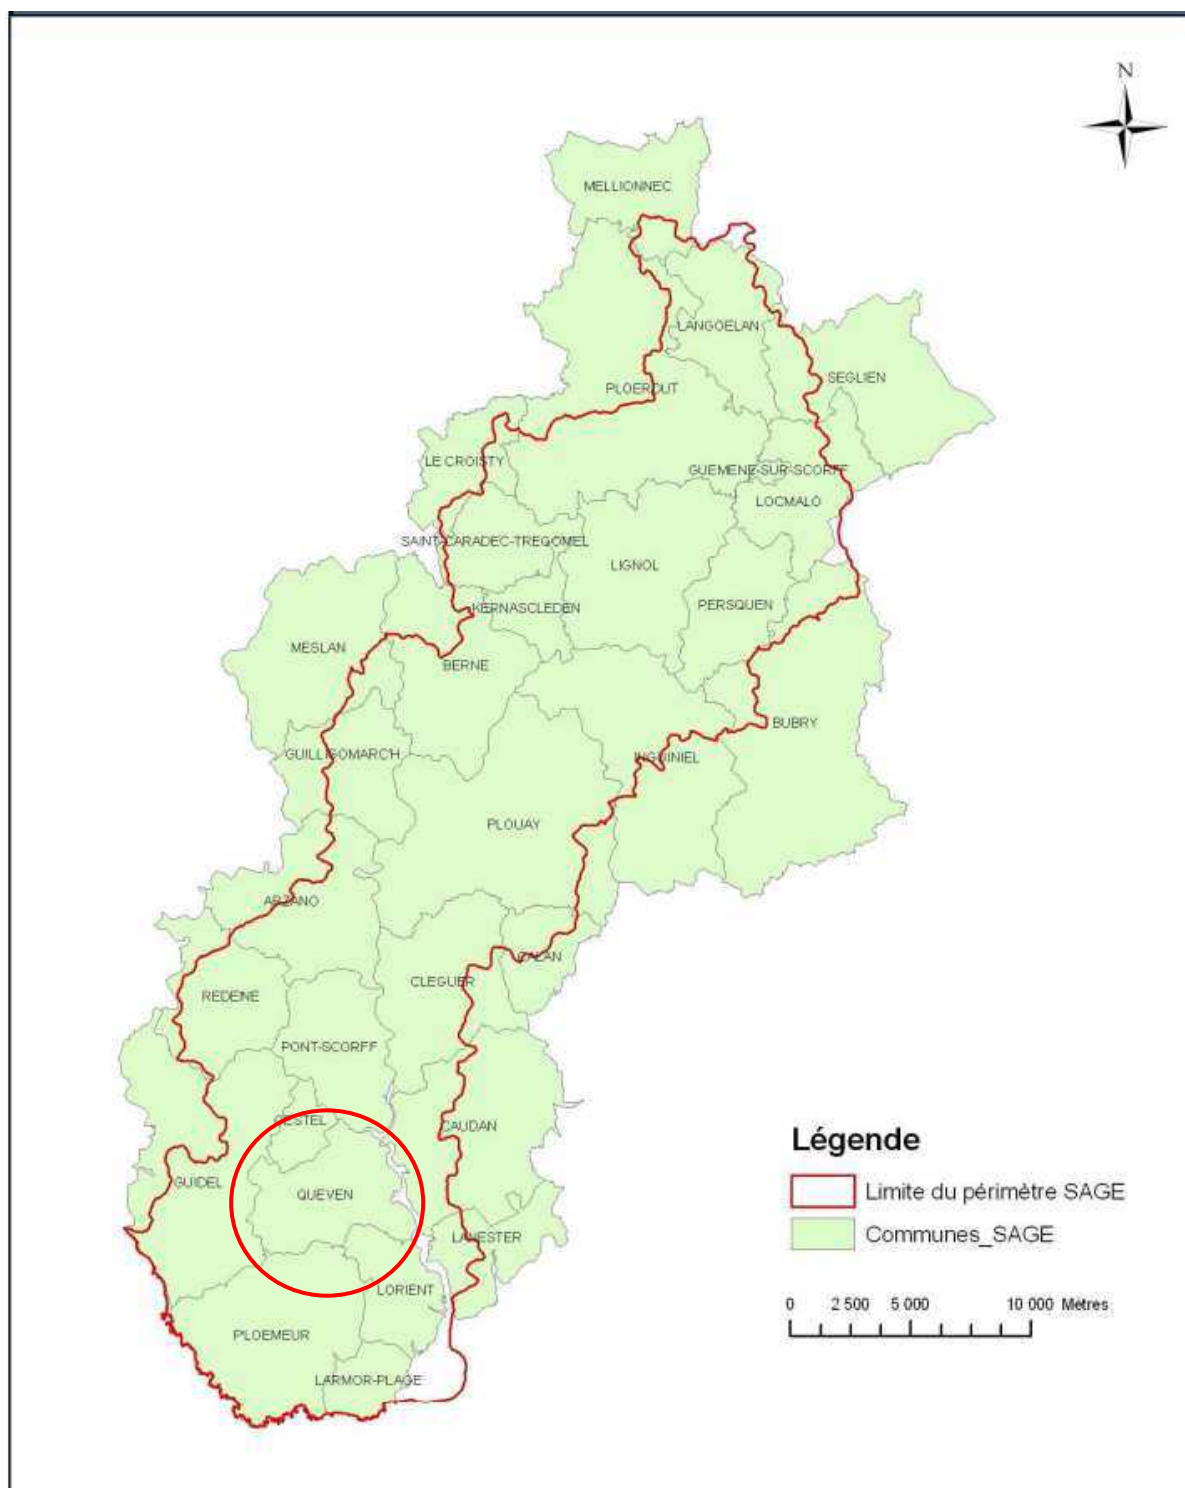 N
MELLIONNEC
LANGOELAN
SEGLIEN
PLOERDUT
LE CROISTY
GUEMENE-SUR-SCORFF
LOCMALO
SAINT-CARADEC-TREGOMEL
LIGNOL
KERNASCLEDEN
PERSQUEN
MESLAN
BERNE
BUBRY
GUILLIGOMARC'H
INGUINIEL
PLOUAY
ARZANO
CALAN
CLEGUER
REDENE
PONT-SCORFF
GESTEL
CAUDAN
GUIDEL
QUEVEN
LANESTER
LORIENT
PLOEMEUR
LARMOR-PLAGE
Légende
Limite du périmètre SAGE
Communes_SAGE
0 2 500 5 000 10 000 Mètres